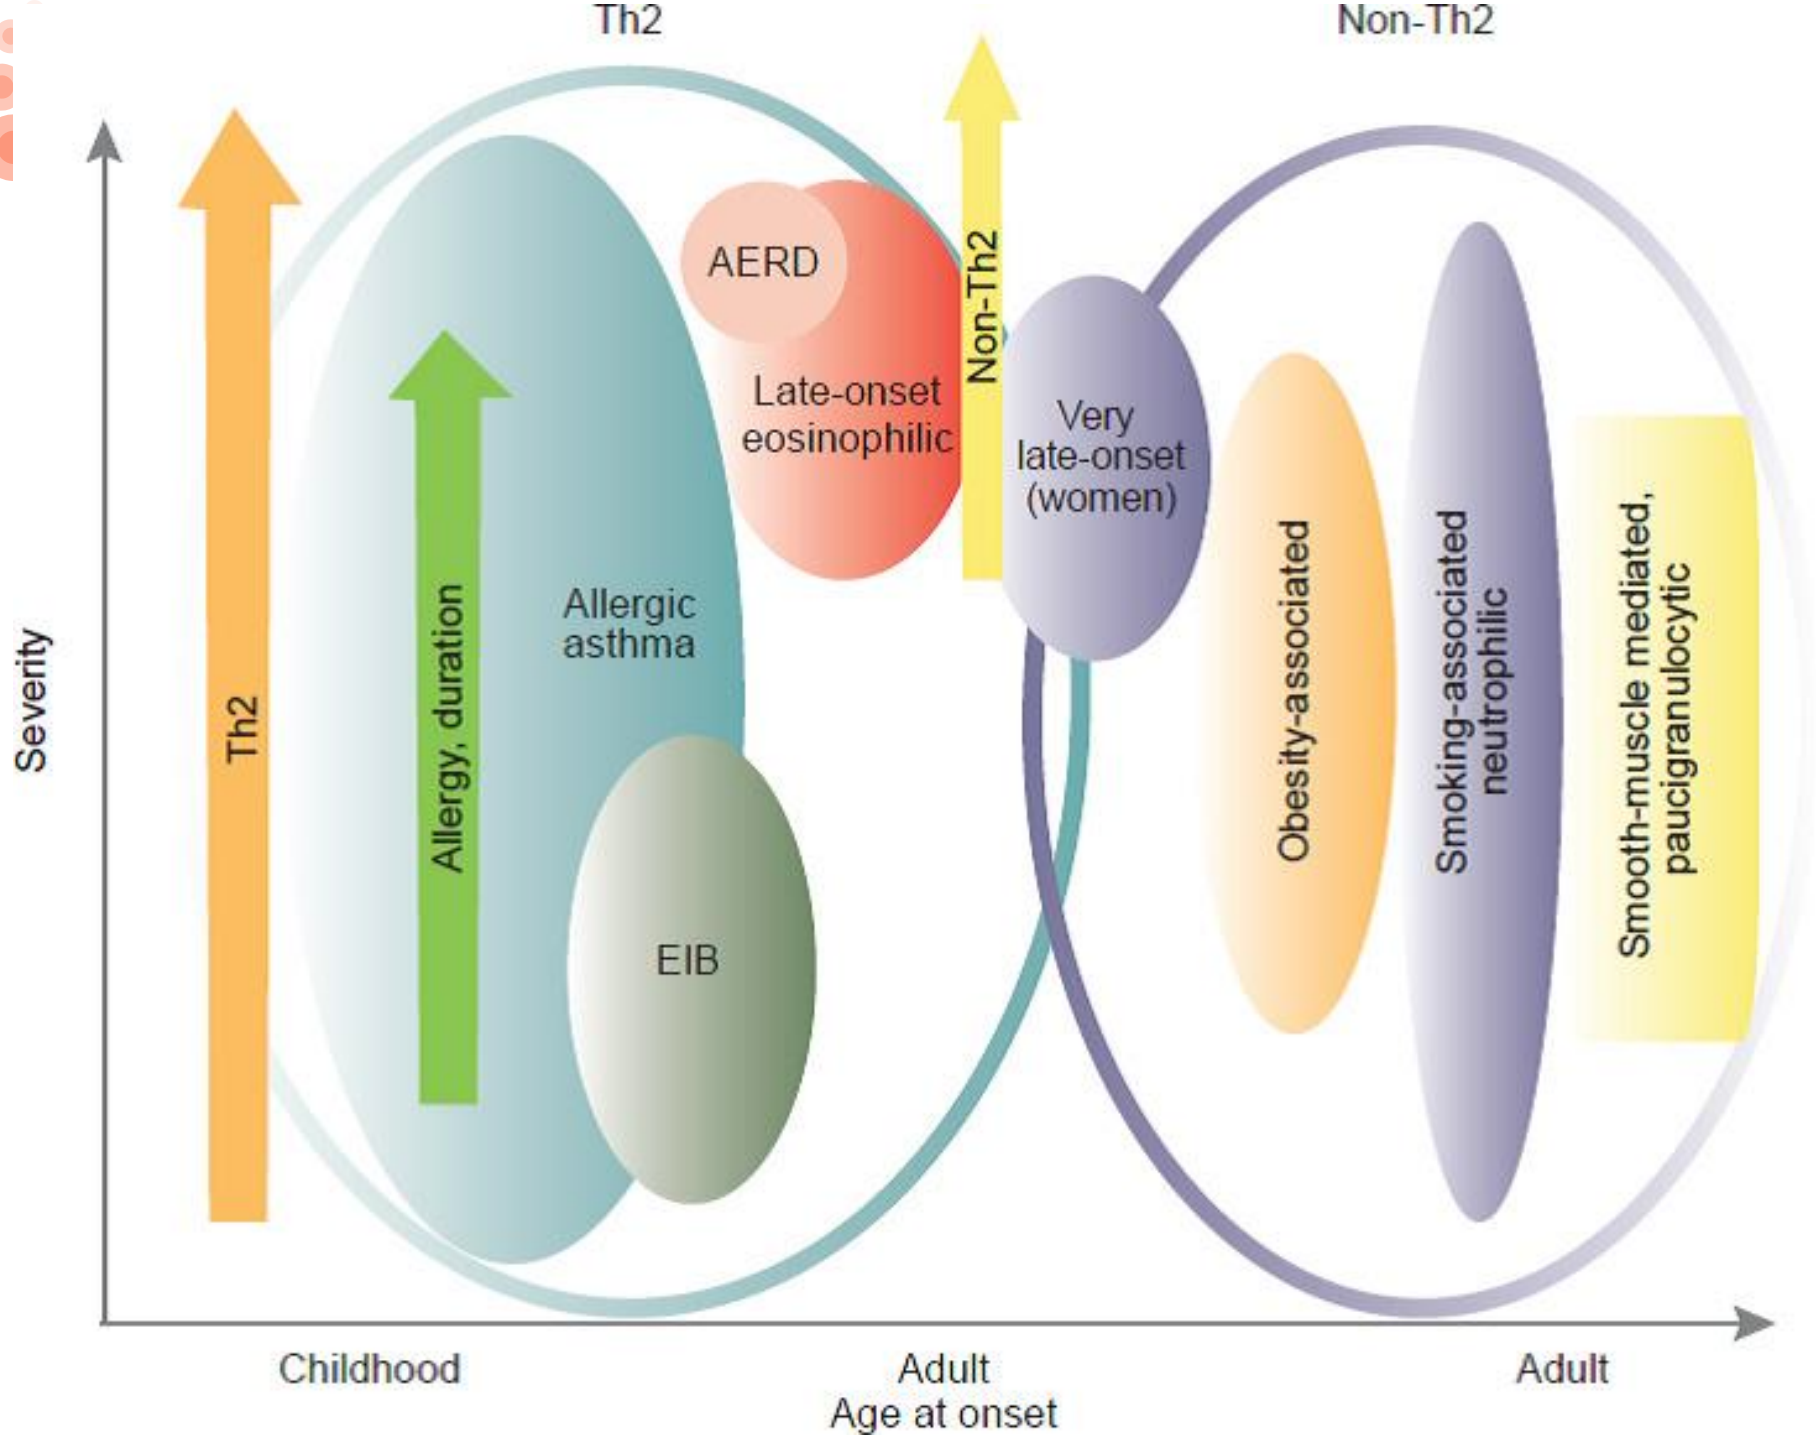 Th2
Non-Th2
Severity
Th2
Allergy, duration
Allergic
asthma
EIB
AERD
Late-onset
eosinophilic
Non-Th2
Very
late-onset
(women)
Obesity-associated
Smoking-associated
neutrophilic
Smooth-muscle mediated,
paucigranulocytic
Childhood
Adult
Adult
Age at onset